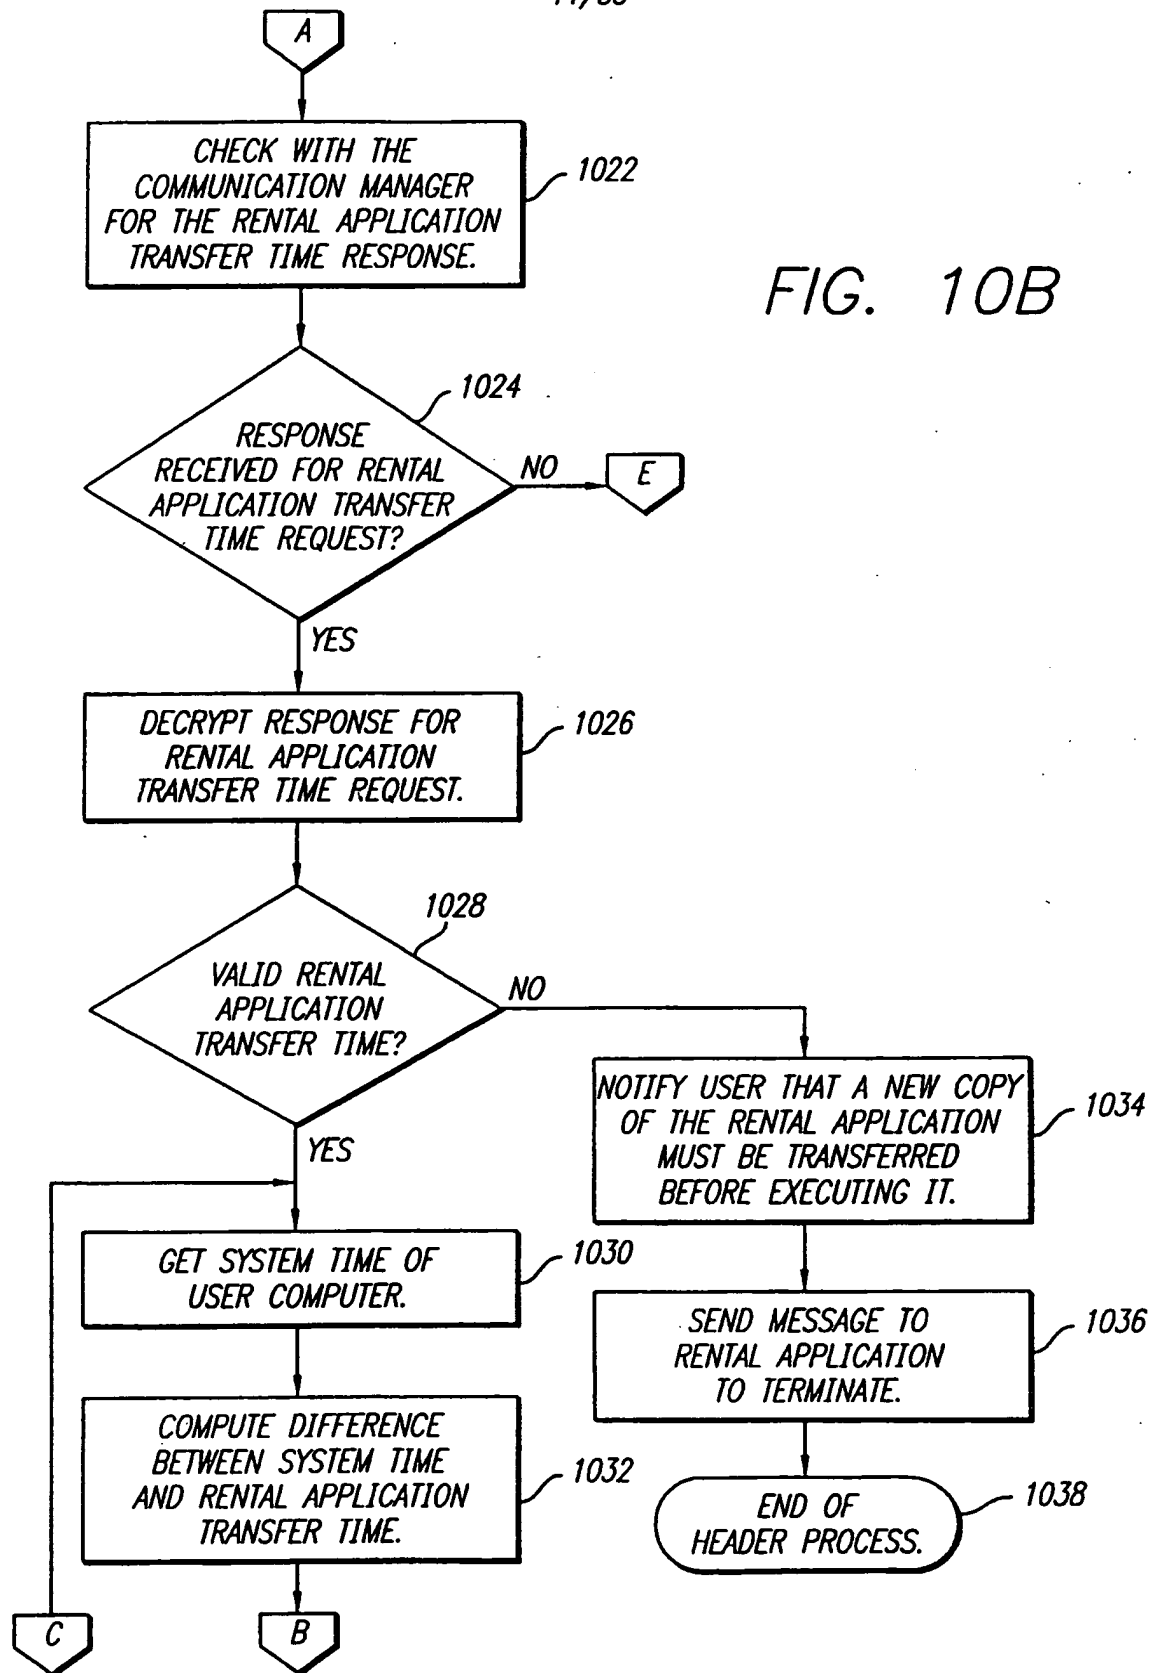 A
CHECK WITH THE
COMMUNICATION MANAGER
FOR THE RENTAL APPLICATION
TRANSFER TIME RESPONSE.
1022
FIG. 10B
RESPONSE
RECEIVED FOR RENTAL
APPLICATION TRANSFER
TIME REQUEST?
1024
NO
E
YES
DECRYPT RESPONSE FOR
RENTAL APPLICATION
TRANSFER TIME REQUEST.
1026
VALID RENTAL
APPLICATION
TRANSFER TIME?
1028
NO
YES
NOTIFY USER THAT A NEW COPY
OF THE RENTAL APPLICATION
MUST BE TRANSFERRED
BEFORE EXECUTING IT.
1034
GET SYSTEM TIME OF
USER COMPUTER.
1030
SEND MESSAGE TO
RENTAL APPLICATION
TO TERMINATE.
1036
COMPUTE DIFFERENCE
BETWEEN SYSTEM TIME
AND RENTAL APPLICATION
TRANSFER TIME.
1032
END OF
HEADER PROCESS.
1038
C
B